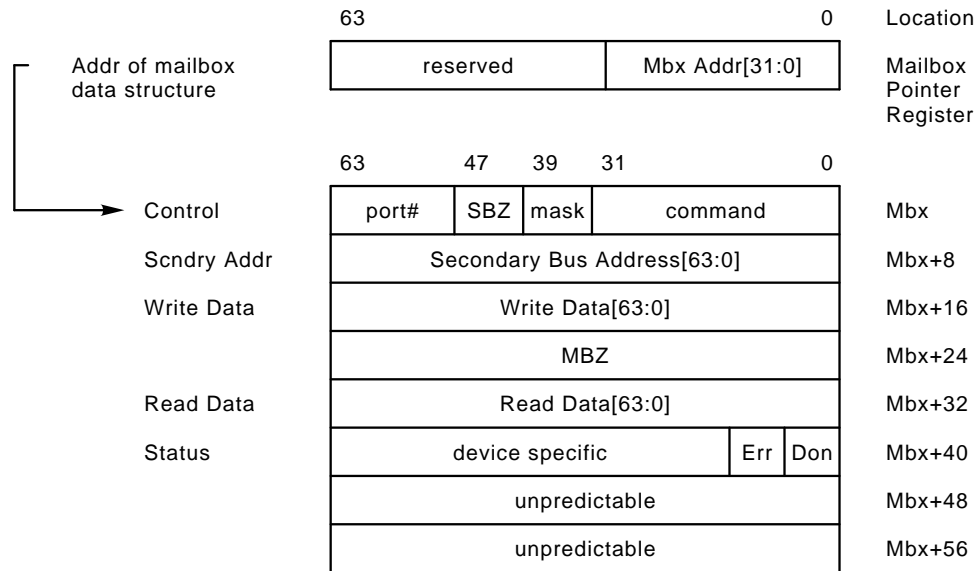 63 0 Location
Addr of mailbox reserved Mbx Addr[31:0] Mailbox
data structure Pointer
Register
63 47 39 31 0
Control port# SBZ mask command Mbx
Scndry Addr Secondary Bus Address[63:0] Mbx+8
Write Data Write Data[63:0] Mbx+16
MBZ Mbx+24
Read Data Read Data[63:0] Mbx+32
Status device specific Err Don Mbx+40
unpredictable Mbx+48
unpredictable Mbx+56